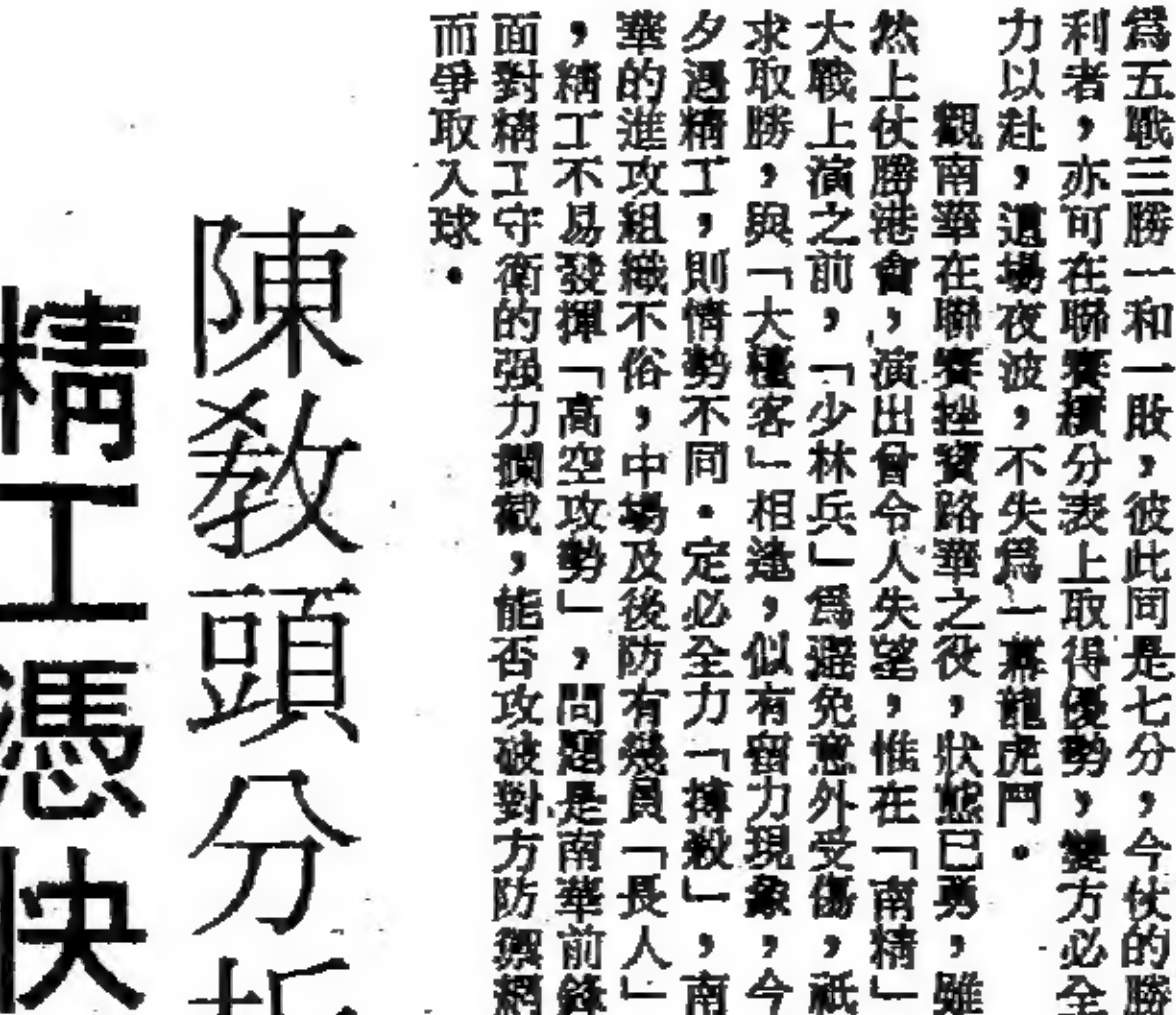 為五戰三勝一和一敗，彼此同是七分，今仗的勝
利者，亦可在聯賽積分表上取得優勢，雙方必全
力以赴，這場夜波，不失為一幕龍虎鬥。
觀南華在聯賽挫寶路華之役，狀態已勇，雖
然上仗勝港會，演出曾令人失望，惟在「南精」
大戰上演之前，「少林兵」為避免意外受傷，祇
求取勝，與「大種客」相逢，似有留力現象，今
夕遇精工，則情勢不同．定必全力「搏殺」，南
華的進攻組織不俗，中場及後防有幾員「長人」
，精工不易發揮「高空攻勢」，問題是南華前鋒
面對精工守衛的强力攔截，能否攻破對方防禦網
而爭取入球．
陳教頭分析
精工憑快